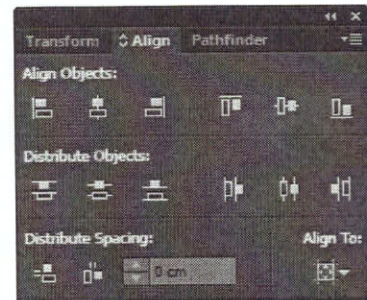 Transform Align Pathfinder
Align Objects:
Distribute Objects:
Distribute Spacing: Align To:
0 cm